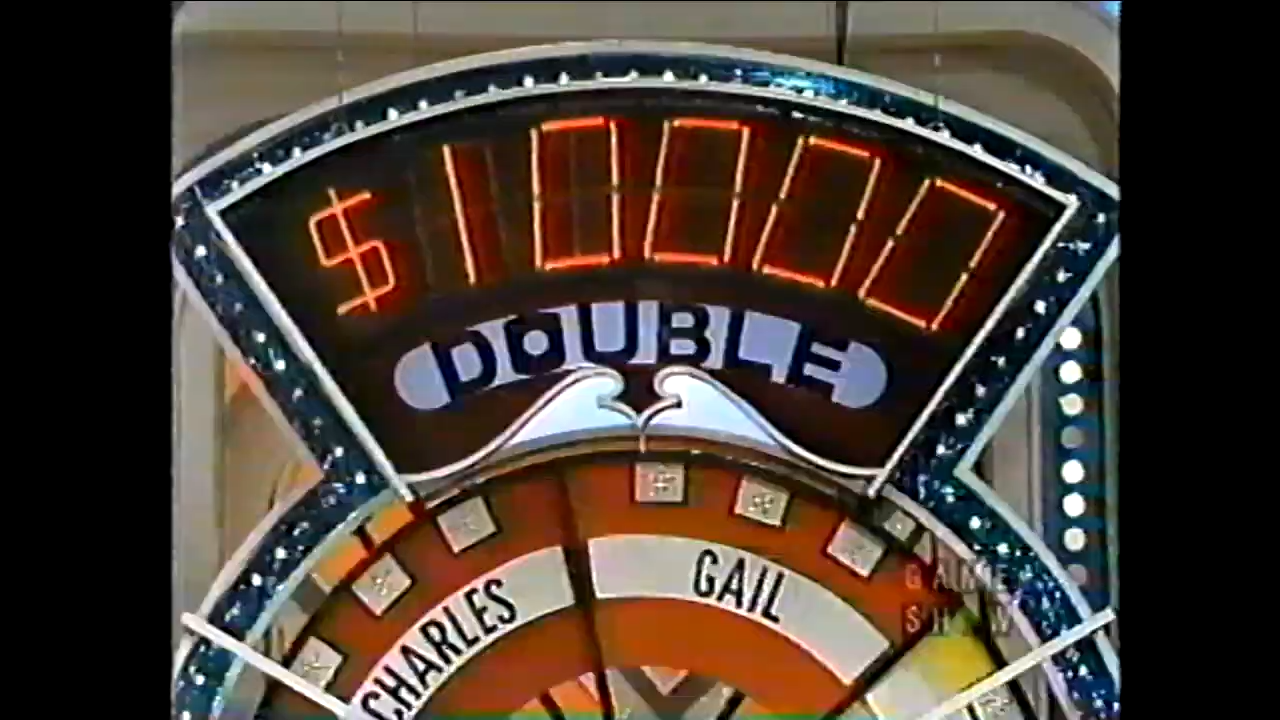 $10000
DOUBLE
GAIL
CHARLES
GAME
SHOW